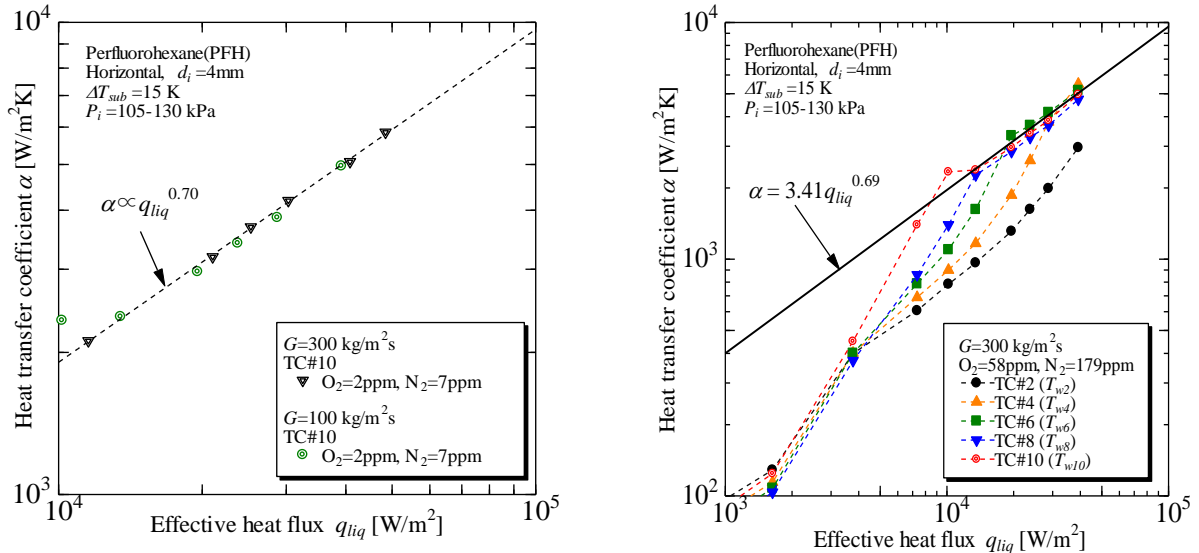 10⁴
Perfluorohexane(PFH)
Horizontal, dᵢ =4mm
ΔT_sub =15 K
Pᵢ =105-130 kPa
α∝q_liq^0.70
Heat transfer coefficient α [W/m²K]
G=300 kg/m²s
TC#10
O₂=2ppm, N₂=7ppm
G=100 kg/m²s
TC#10
O₂=2ppm, N₂=7ppm
10³
10⁴
10⁵
Effective heat flux q_liq [W/m²]
10⁴
Perfluorohexane(PFH)
Horizontal, dᵢ =4mm
ΔT_sub =15 K
Pᵢ =105-130 kPa
α = 3.41q_liq^0.69
10³
Heat transfer coefficient α [W/m²K]
G=300 kg/m²s
O₂=58ppm, N₂=179ppm
TC#2 (T_w2)
TC#4 (T_w4)
TC#6 (T_w6)
TC#8 (T_w8)
TC#10 (T_w10)
10²
10³
10⁴
10⁵
Effective heat flux q_liq [W/m²]